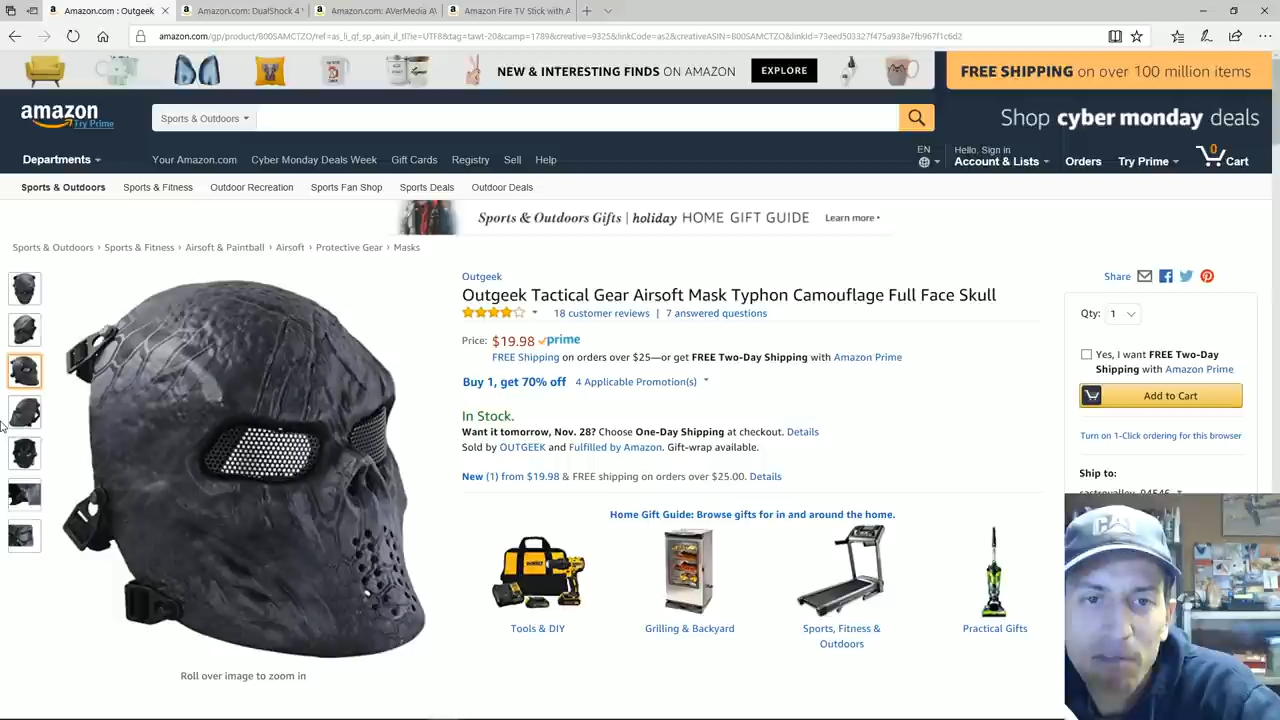 Amazon.com: Outgeek
Amazon.com: DualShock 4
Amazon.com: AVerMedia AV
Amazon Fire TV Stick with A
amazon.com/gp/product/B00SAMCTZO/ref=as_li_qf_sp_asin_il_tl?ie=UTF8&tag=tawt-20&camp=1789&creative=9325&linkCode=as2&creativeASIN=B00SAMCTZO&linkId=73eed503327f475a938e7fb967f1c6d2
NEW & INTERESTING FINDS ON AMAZON
EXPLORE
FREE SHIPPING on over 100 million items
amazon
Try Prime
Sports & Outdoors
Shop cyber monday deals
Departments
Your Amazon.com
Cyber Monday Deals Week
Gift Cards
Registry
Sell
Help
EN
Hello. Sign in
Account & Lists
Orders
Try Prime
0
Cart
Sports & Outdoors
Sports & Fitness
Outdoor Recreation
Sports Fan Shop
Sports Deals
Outdoor Deals
Sports & Outdoors Gifts | holiday HOME GIFT GUIDE
Learn more
Sports & Outdoors › Sports & Fitness › Airsoft & Paintball › Airsoft › Protective Gear › Masks
Outgeek
Share
Outgeek Tactical Gear Airsoft Mask Typhon Camouflage Full Face Skull
18 customer reviews | 7 answered questions
Qty: 1
Price: $19.98 prime
FREE Shipping on orders over $25—or get FREE Two-Day Shipping with Amazon Prime
Yes, I want FREE Two-Day
Shipping with Amazon Prime
Buy 1, get 70% off 4 Applicable Promotion(s)
Add to Cart
In Stock.
Want it tomorrow, Nov. 28? Choose One-Day Shipping at checkout. Details
Turn on 1-Click ordering for this browser
Sold by OUTGEEK and Fulfilled by Amazon. Gift-wrap available.
New (1) from $19.98 & FREE shipping on orders over $25.00. Details
Ship to:
Home Gift Guide: Browse gifts for in and around the home.
DEWALT
CAT
Tools & DIY
Grilling & Backyard
Sports, Fitness &
Outdoors
Practical Gifts
Roll over image to zoom in